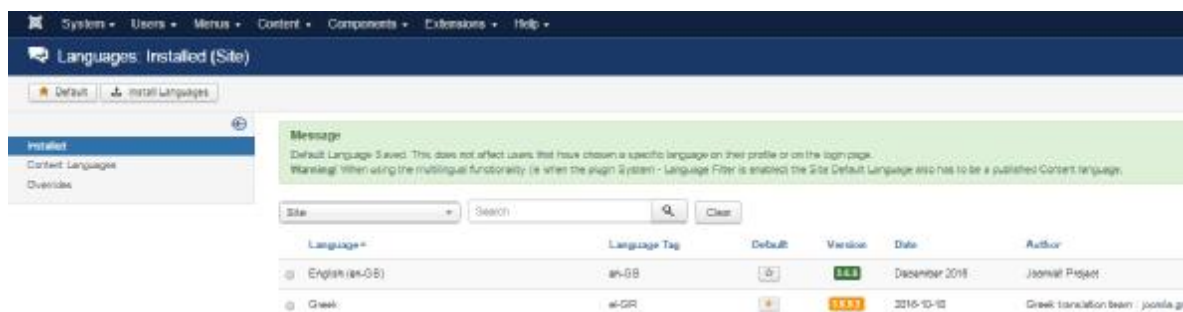 System Users Menus Content Components Extensions Help
Languages: Installed (Site)
Default Install Languages
Installed
Content Languages
Overrides
Message
Default Language Saved. This does not affect users that have chosen a specific language on their profile or on the login page.
Warning! When using the multilingual functionality (ie when the plugin System - Language Filter is enabled) the Site Default Language also has to be a published Content language.
Site Search Clear
Language Language Tag Default Version Date Author
English (en-GB) en-GB December 2016 Joomla! Project
Greek el-GR 2016-10-10 Greek translation team : joomla.g